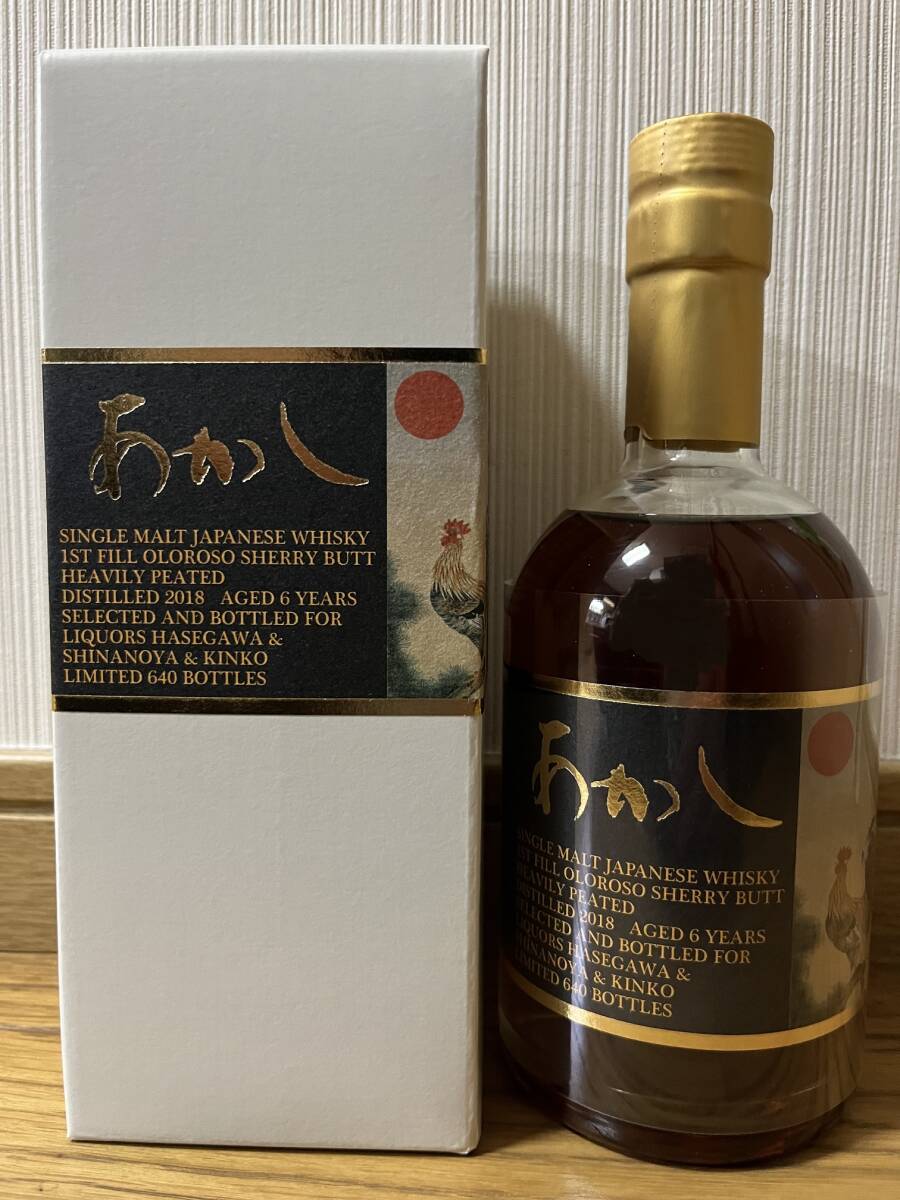 あかし
SINGLE MALT JAPANESE WHISKY
1ST FILL OLOROSO SHERRY BUTT
HEAVILY PEATED
DISTILLED 2018 AGED 6 YEARS
SELECTED AND BOTTLED FOR
LIQUORS HASEGAWA &
SHINANOYA & KINKO
LIMITED 640 BOTTLES
あかし
SINGLE MALT JAPANESE WHISKY
1ST FILL OLOROSO SHERRY BUTT
HEAVILY PEATED
DISTILLED 2018 AGED 6 YEARS
SELECTED AND BOTTLED FOR
LIQUORS HASEGAWA &
SHINANOYA & KINKO
LIMITED 640 BOTTLES